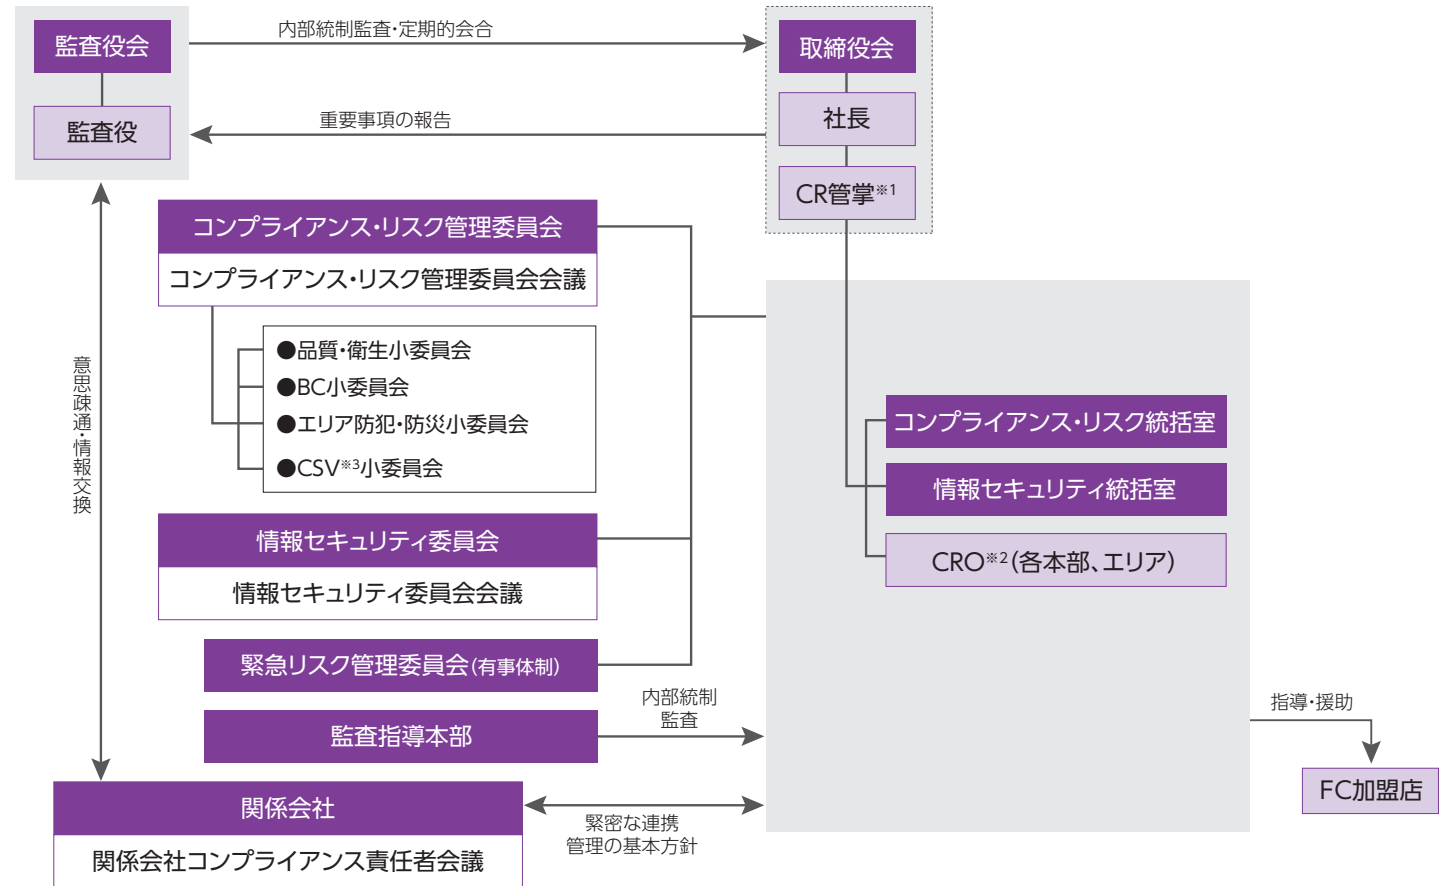 監査役会
監査役
内部統制監査・定期的会合
重要事項の報告
取締役会
社長
CR管掌※1
コンプライアンス・リスク管理委員会
コンプライアンス・リスク管理委員会会議
●品質・衛生小委員会
●BC小委員会
●エリア防犯・防災小委員会
●CSV※3小委員会
意思疎通・情報交換
情報セキュリティ委員会
情報セキュリティ委員会会議
緊急リスク管理委員会(有事体制)
監査指導本部
内部統制
監査
関係会社
関係会社コンプライアンス責任者会議
緊密な連携
管理の基本方針
コンプライアンス・リスク統括室
情報セキュリティ統括室
CRO※2(各本部、エリア)
指導・援助
FC加盟店